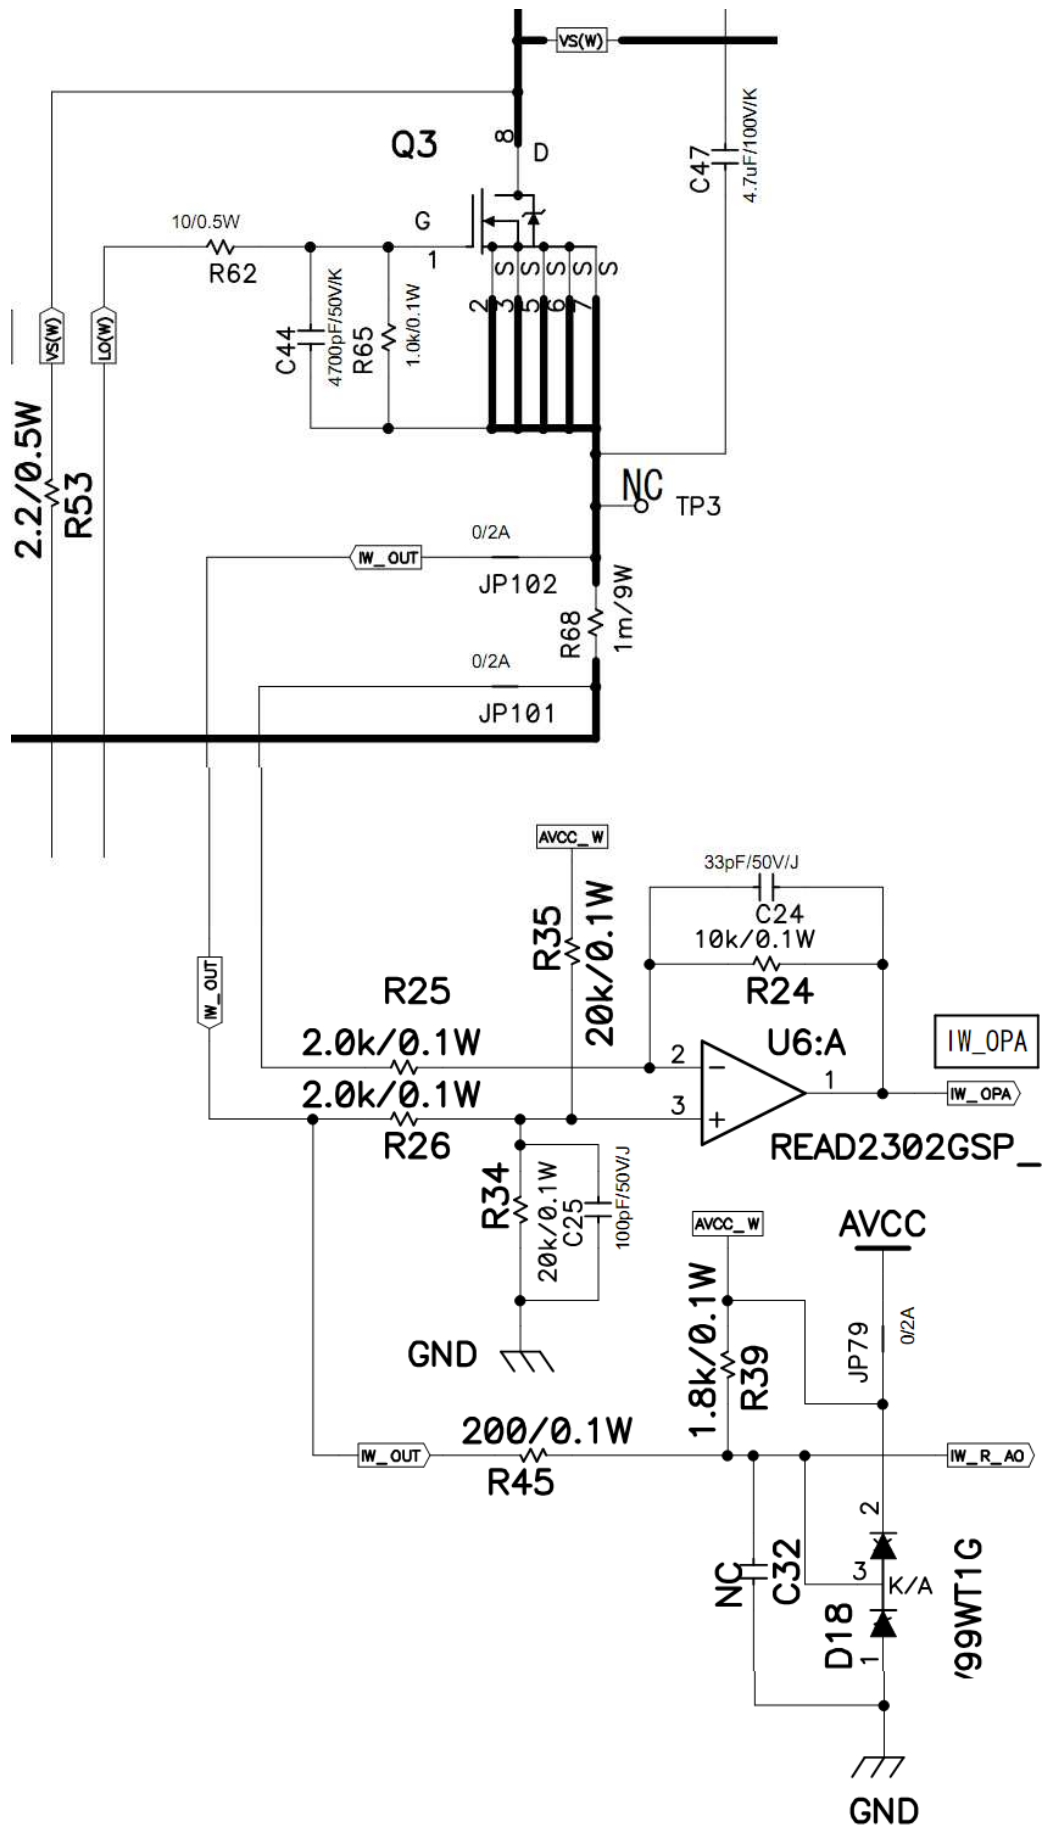 VS(W)
Q3
8
D
C47
4.7uF/100V/K
10/0.5W
R62
G
1
S
S
S
S
S
2
3
5
6
7
VS(W)
LO(W)
C44
4700pF/50V/K
R65
1.0k/0.1W
2.2/0.5W
R53
NC
TP3
0/2A
IW_OUT
JP102
R68
1m/9W
0/2A
JP101
AVCC_W
33pF/50V/J
C24
10k/0.1W
R24
R35
20k/0.1W
IW_OUT
R25
2.0k/0.1W
2.0k/0.1W
R26
2
3
−
+
U6:A
1
IW_OPA
IW_OPA
READ2302GSP_
R34
20k/0.1W
C25
100pF/50V/J
GND
AVCC_W
AVCC
1.8k/0.1W
R39
JP79
0/2A
200/0.1W
IW_OUT
R45
IW_R_AO
NC
C32
2
3
K/A
D18
1
V99WT1G
GND